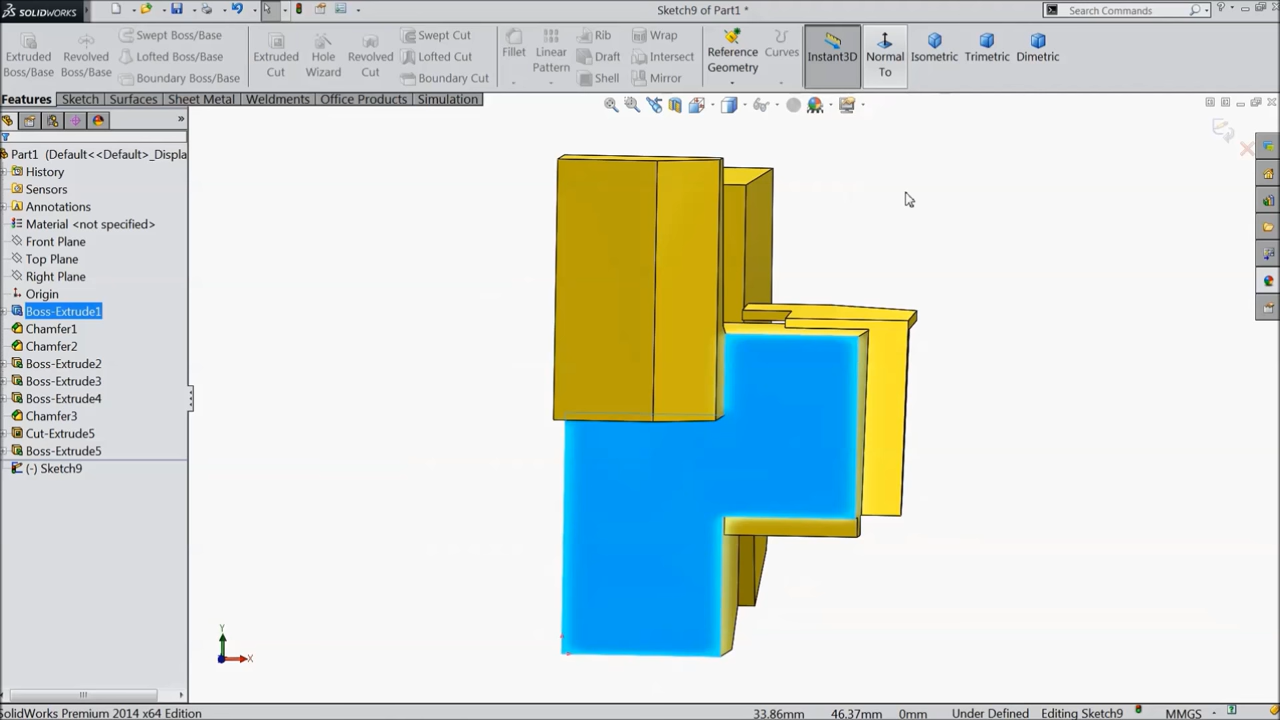 SOLIDWORKS
Sketch9 of Part1 *
Search Commands
Extruded Boss/Base
Revolved Boss/Base
Swept Boss/Base
Lofted Boss/Base
Boundary Boss/Base
Extruded Cut
Hole Wizard
Revolved Cut
Swept Cut
Lofted Cut
Boundary Cut
Fillet
Linear Pattern
Rib
Draft
Shell
Wrap
Intersect
Mirror
Reference Geometry
Curves
Instant3D
Normal To
Isometric
Trimetric
Dimetric
Features
Sketch
Surfaces
Sheet Metal
Weldments
Office Products
Simulation
Part1 (Default<<Default>_Displa
History
Sensors
Annotations
Material <not specified>
Front Plane
Top Plane
Right Plane
Origin
Boss-Extrude1
Chamfer1
Chamfer2
Boss-Extrude2
Boss-Extrude3
Boss-Extrude4
Chamfer3
Cut-Extrude5
Boss-Extrude5
(-) Sketch9
Y
X
SolidWorks Premium 2014 x64 Edition
33.86mm 46.37mm 0mm Under Defined Editing Sketch9 MMGS